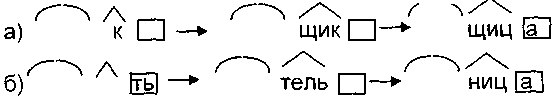 а) к щик щиц а
б) ть тель ниц а